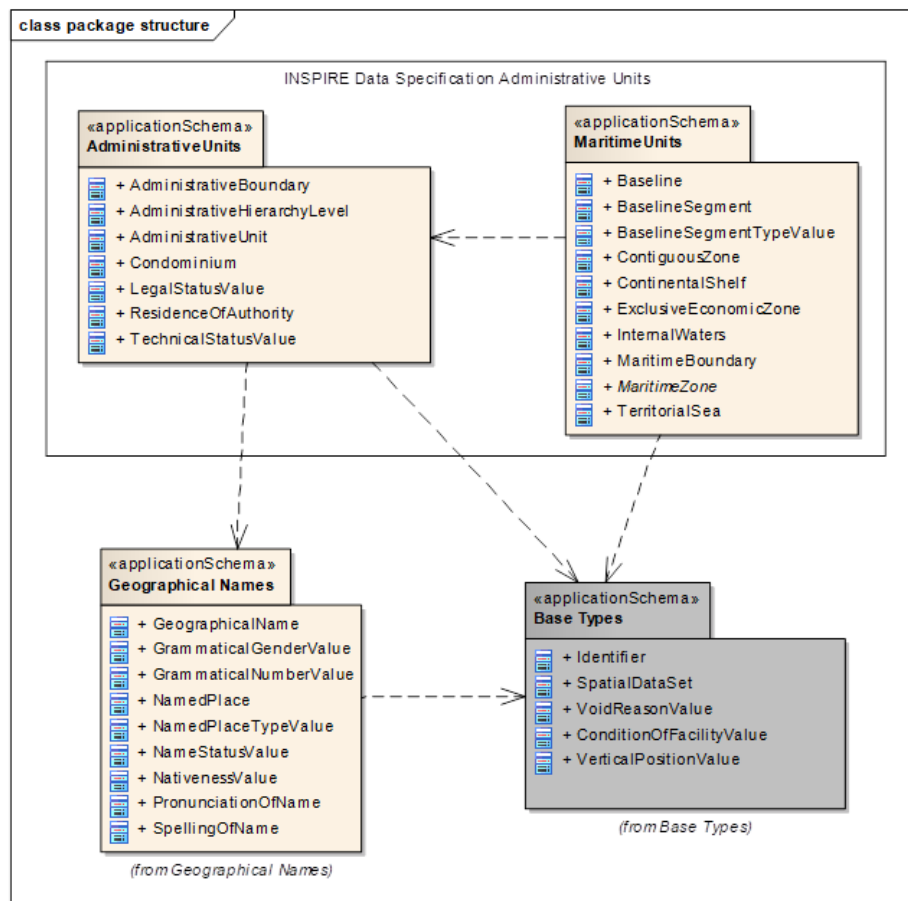 class package structure
INSPIRE Data Specification Administrative Units
«applicationSchema»
AdministrativeUnits
+ AdministrativeBoundary
+ AdministrativeHierarchyLevel
+ AdministrativeUnit
+ Condominium
+ LegalStatusValue
+ ResidenceOfAuthority
+ TechnicalStatusValue
«applicationSchema»
MaritimeUnits
+ Baseline
+ BaselineSegment
+ BaselineSegmentTypeValue
+ ContiguousZone
+ ContinentalShelf
+ ExclusiveEconomicZone
+ InternalWaters
+ MaritimeBoundary
+ MaritimeZone
+ TerritorialSea
«applicationSchema»
Geographical Names
+ GeographicalName
+ GrammaticalGenderValue
+ GrammaticalNumberValue
+ NamedPlace
+ NamedPlaceTypeValue
+ NameStatusValue
+ NativenessValue
+ PronunciationOfName
+ SpellingOfName
(from Geographical Names)
«applicationSchema»
Base Types
+ Identifier
+ SpatialDataSet
+ VoidReasonValue
+ ConditionOfFacilityValue
+ VerticalPositionValue
(from Base Types)